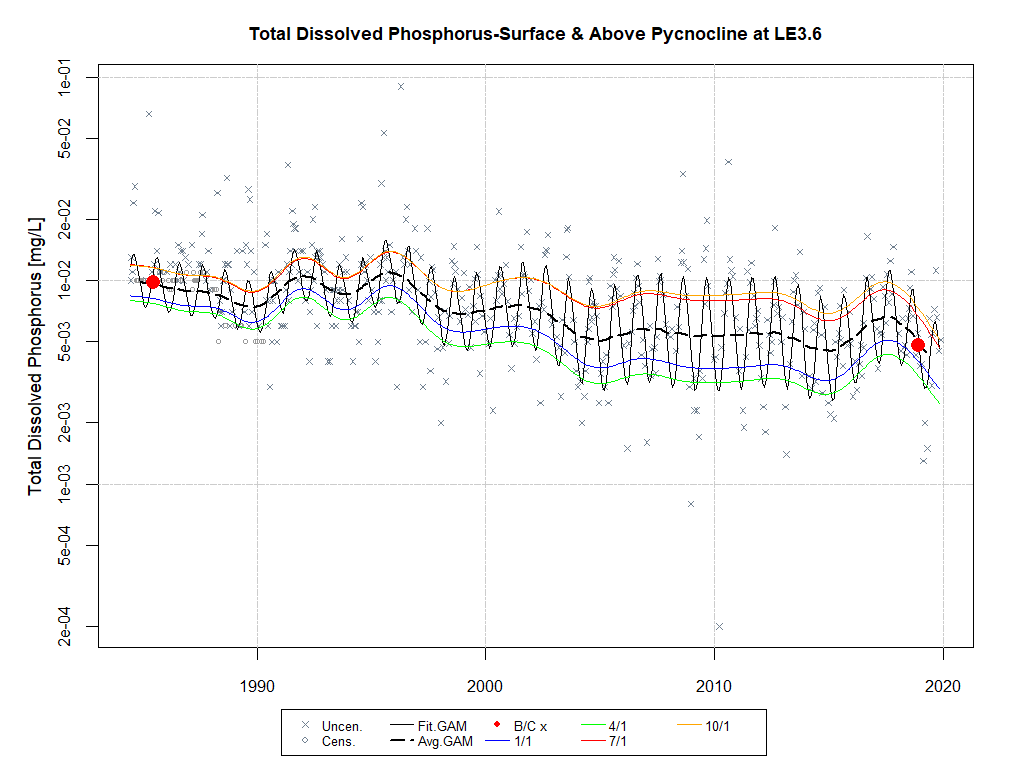 Total Dissolved Phosphorus-Surface & Above Pycnocline at LE3.6
Total Dissolved Phosphorus [mg/L]
1e-01
5e-02
2e-02
1e-02
5e-03
2e-03
1e-03
5e-04
2e-04
1990 2000 2010 2020
Uncen. Fit.GAM B/C x 4/1 10/1
Cens. Avg.GAM 1/1 7/1